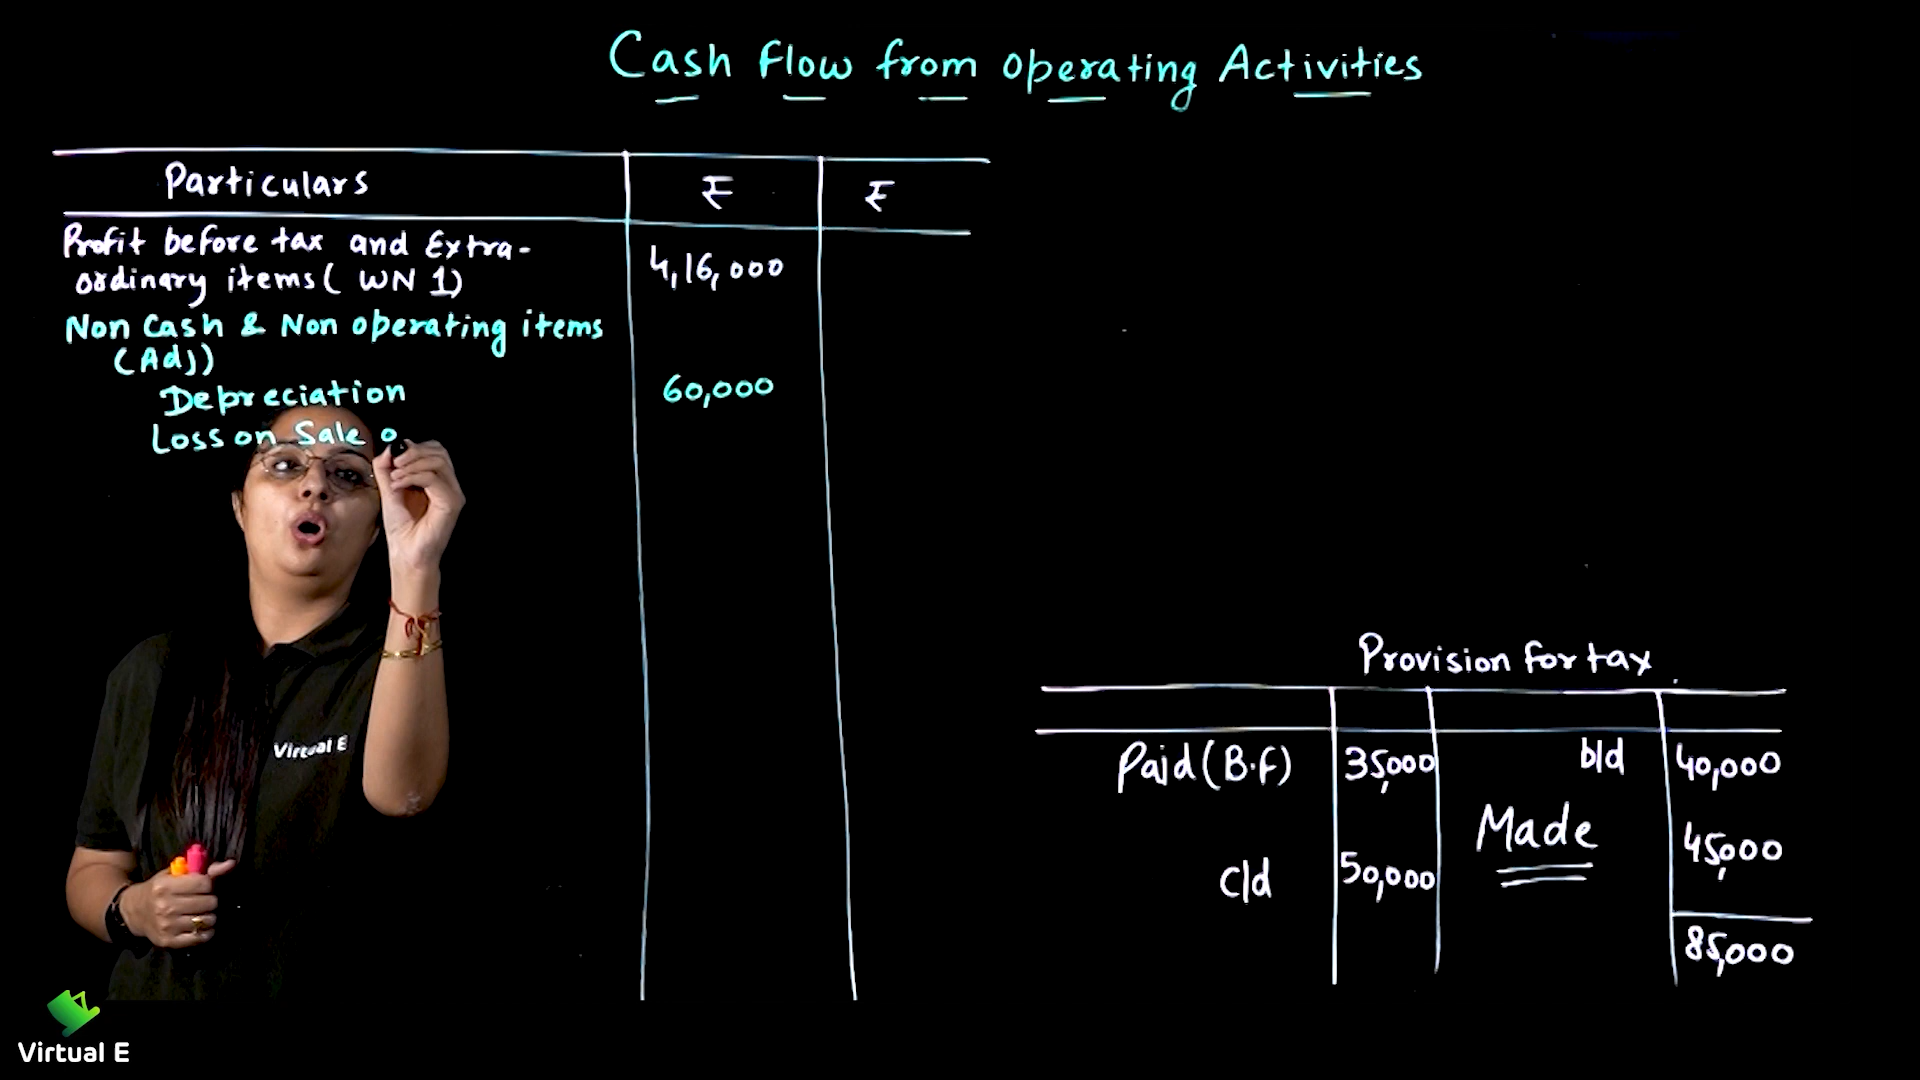 Cash Flow from Operating Activities
Particulars ₹ ₹
Profit before tax and Extra-
ordinary items ( WN 1) 4,16,000
Non Cash & Non operating items
(Adj)
Depreciation 60,000
Loss on Sale o
Virtual E
Provision for tax
Paid (B.F) 35,000 b/d 40,000
Made 45,000
c/d 50,000
85,000
Virtual E